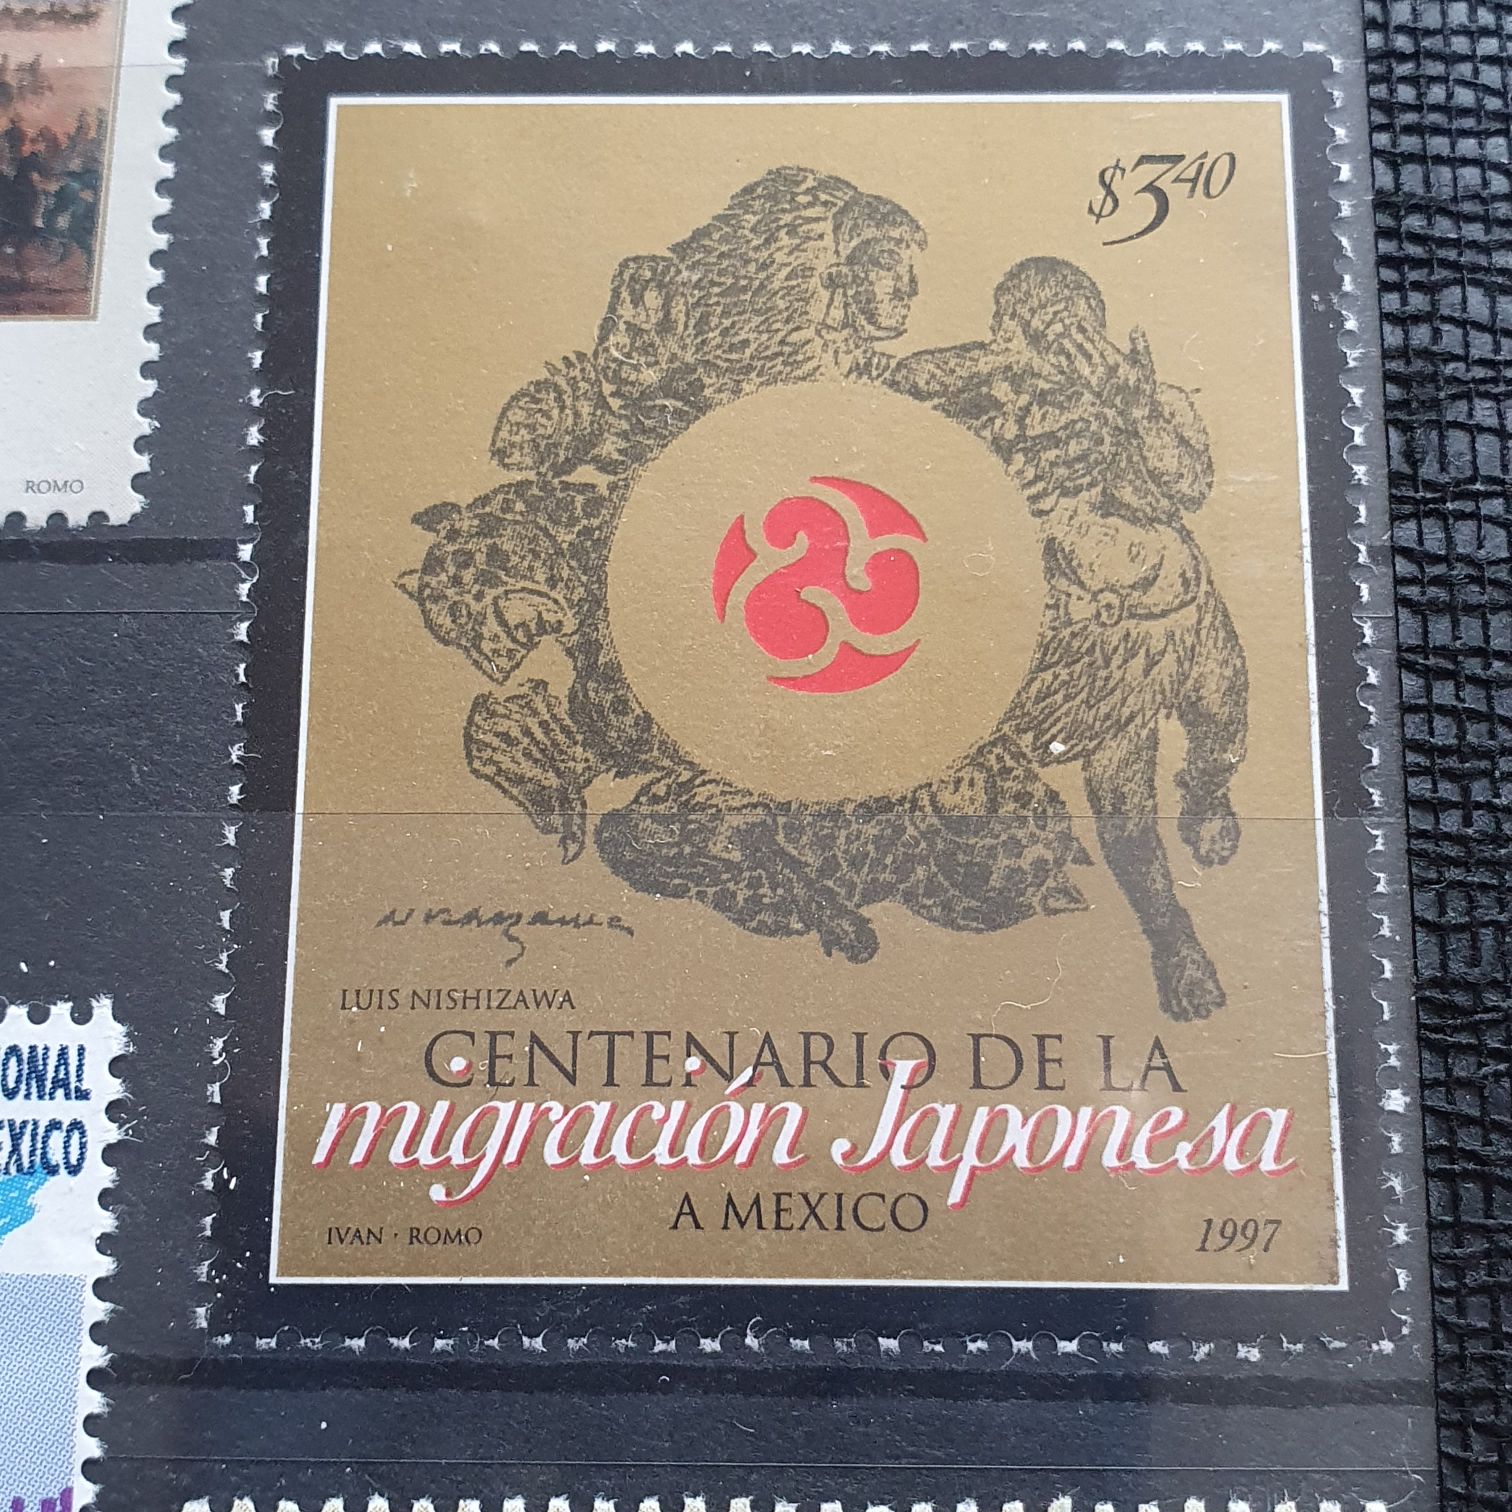 $3.40
LUIS NISHIZAWA
CENTENARIO DE LA
migración Japonesa
A MEXICO
IVAN · ROMO
1997
ROMO
ONAL
EXICO